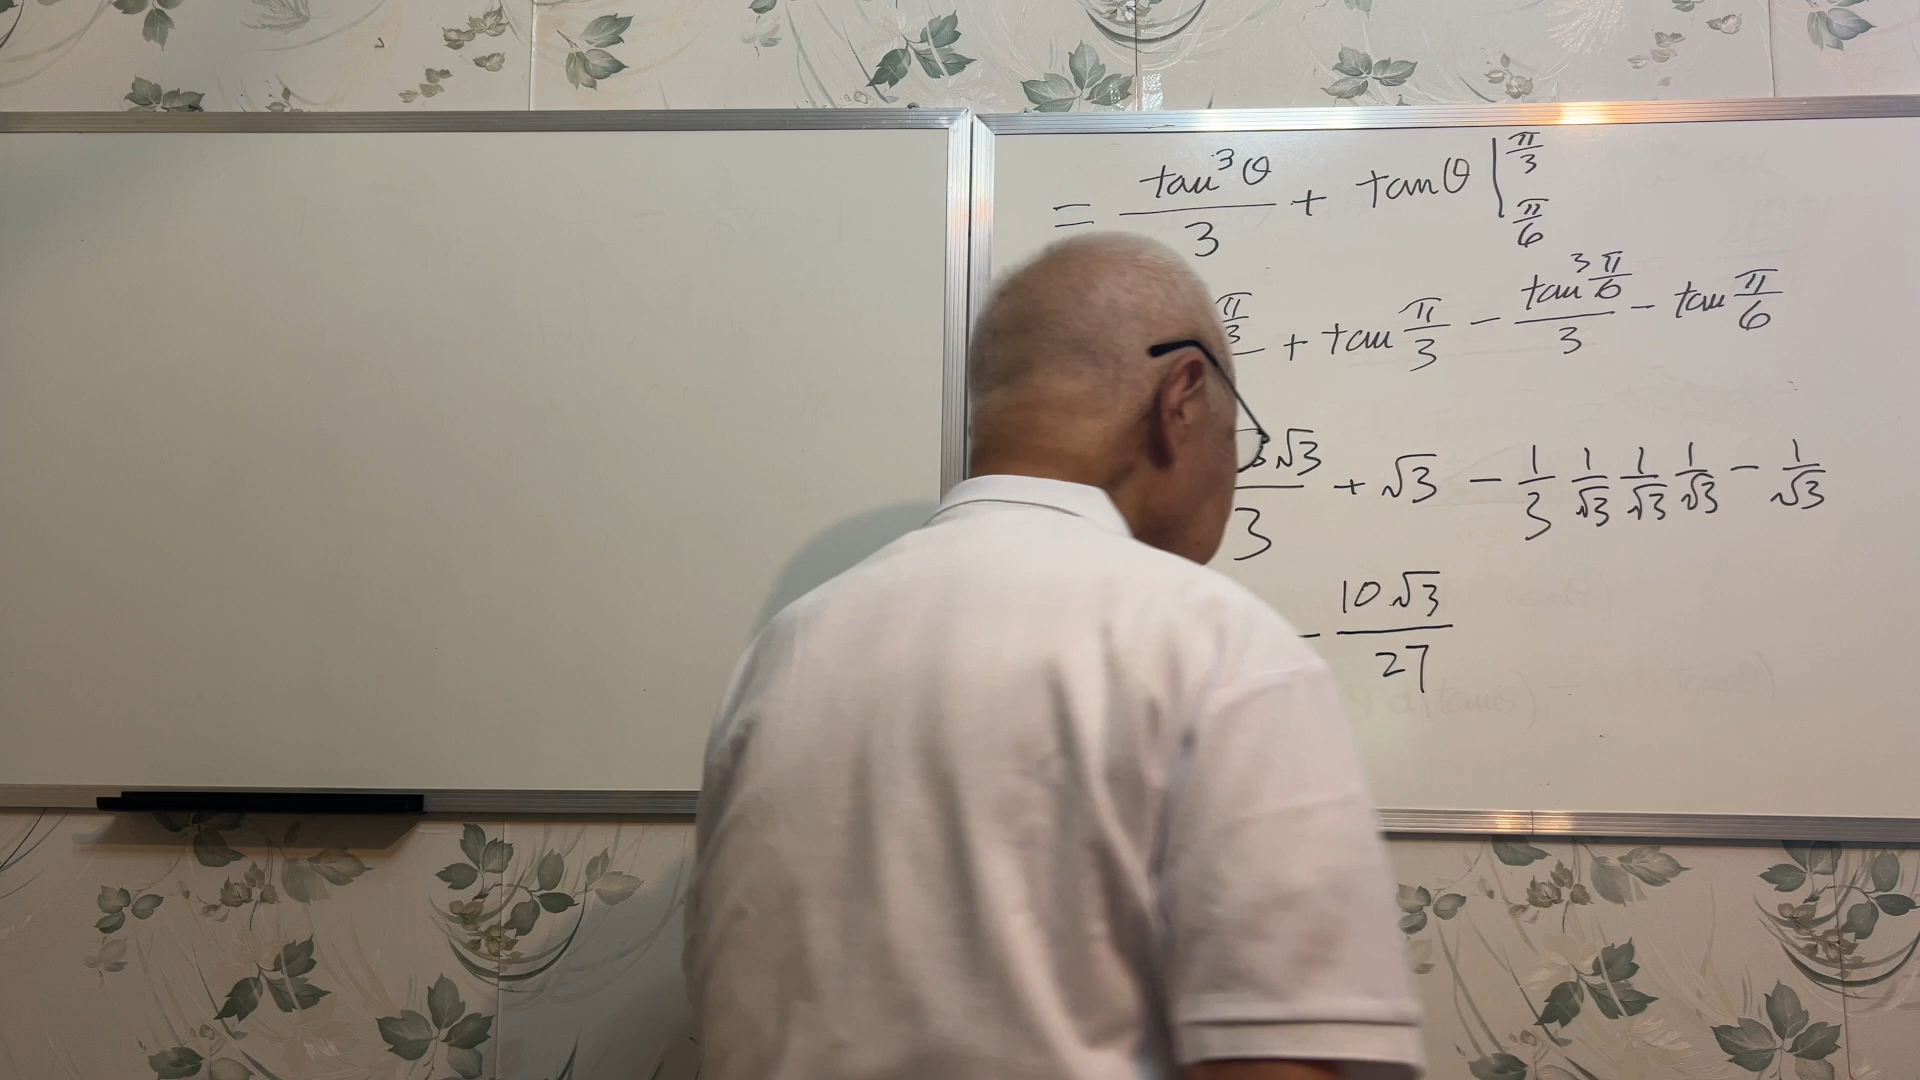 = tan³θ/3 + tanθ |π/3 π/6
π/3 + tan π/3 − tan³ π/6 / 3 − tan π/6
√3/3 + √3 − 1/3 1/√3 1/√3 1/√3 − 1/√3
− 10√3/27